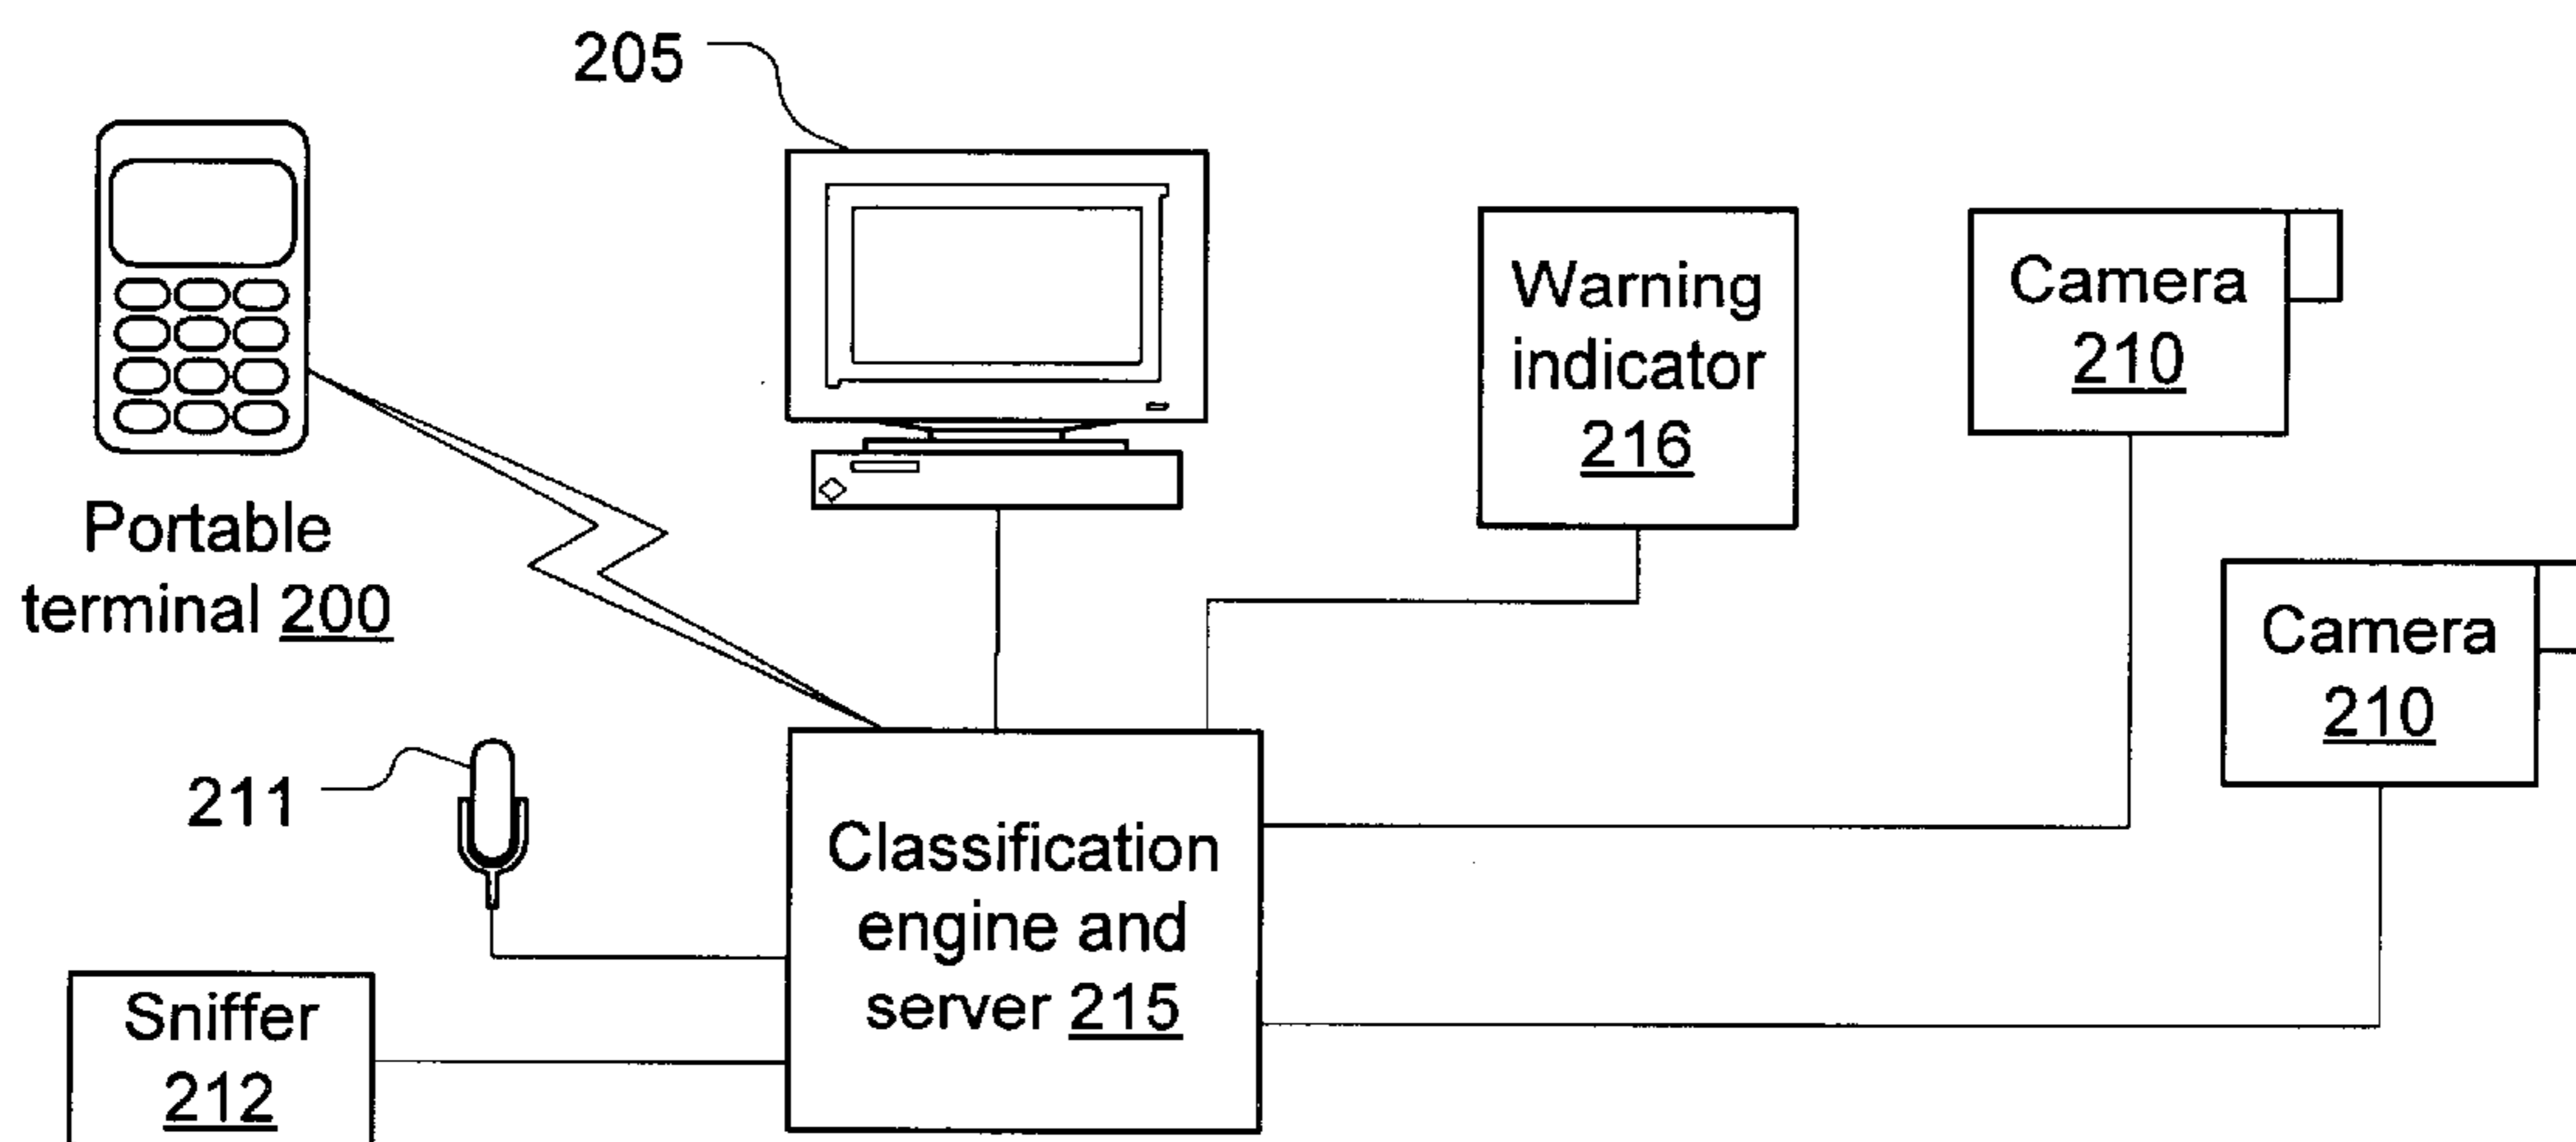 205
Portable
terminal 200
Warning
indicator
216
Camera
210
Camera
210
211
Classification
engine and
server 215
Sniffer
212